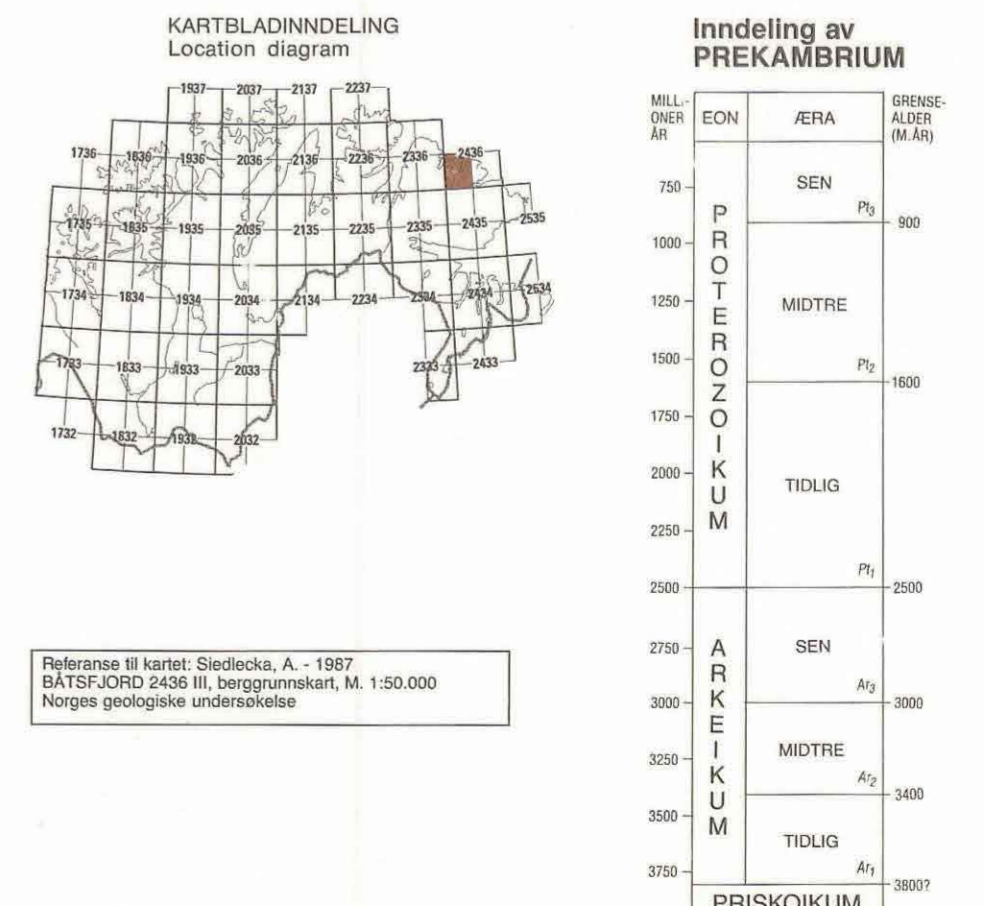 KARTBLADINNDELING
Location diagram
1937 2037 2137 2237
1736 1836 1936 2036 2136 2236 2336 2436
1735 1835 1935 2035 2135 2235 2335 2435 2535
1734 1834 1934 2034 2134 2234 2334 2434 2534
1733 1833 1933 2033 2333 2433
1732 1832 1932 2032
Referanse til kartet: Siedlecka, A. - 1987
BÅTSFJORD 2436 III, berggrunnskart, M. 1:50.000
Norges geologiske undersøkelse
Inndeling av
PREKAMBRIUM
MILLI-
ONER
ÅR
EON
ÆRA
GRENSE-
ALDER
(M.ÅR)
PROTEROZOIKUM
SEN
Pt3
750
900
1000
MIDTRE
1250
1500
Pt2
1600
1750
2000
TIDLIG
2250
Pt1
2500
2500
ARKEIKUM
2750
SEN
Ar3
3000
3000
MIDTRE
3250
Ar2
3400
3500
TIDLIG
3750
Ar1
3800?
PRISKOIKUM